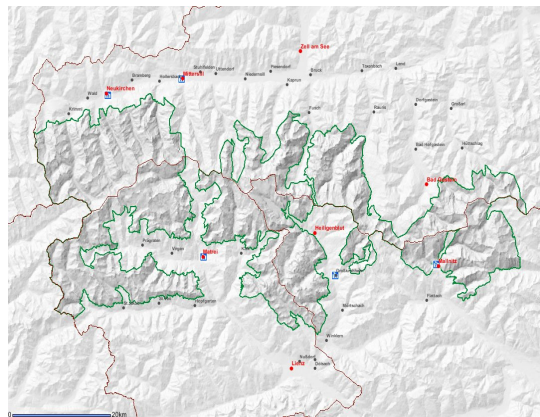 Zell am See
Stuhlfelden
Uttendorf
Piesendorf
Bruck
Taxenbach
Lend
Mittersill
Bramberg
Hollersbach
Niedernsill
Kaprun
Neukirchen
Wald
Krimml
Fusch
Rauris
Dorfgastein
Großarl
Bad Hofgastein
Hüttschlag
Bad Gastein
Heiligenblut
Prägraten
Virgen
Matrei
Mallnitz
Hopfgarten
Mörtschach
Flattach
Winklern
Nußdorf
Lienz
Dölsach
0
20km